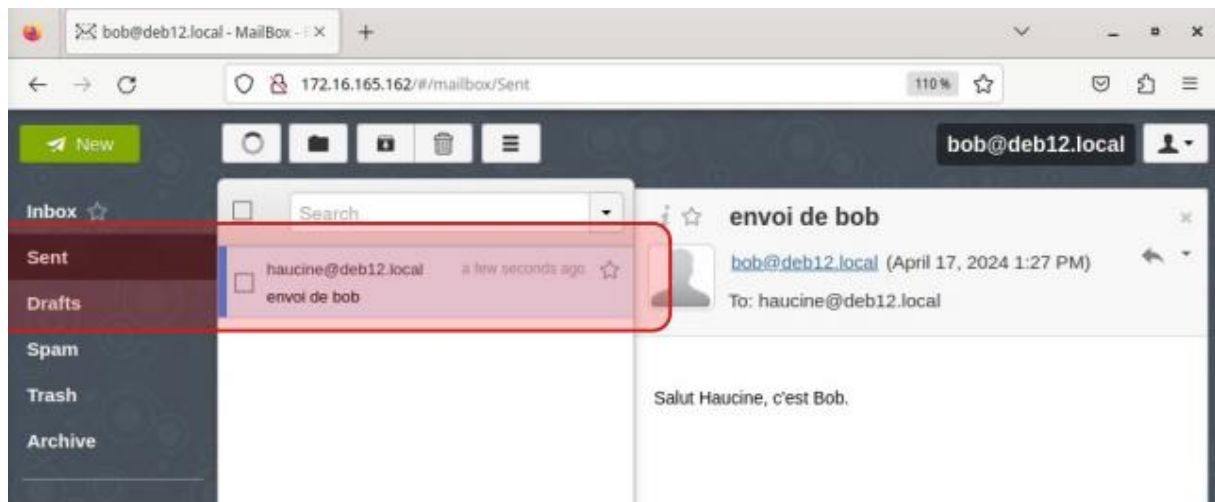 bob@deb12.local - MailBox - F
172.16.165.162/#/mailbox/Sent
110%
New
bob@deb12.local
Inbox
Search
envoi de bob
Sent
haucine@deb12.local a few seconds ago
bob@deb12.local (April 17, 2024 1:27 PM)
envoi de bob
Drafts
To: haucine@deb12.local
Spam
Trash
Salut Haucine, c'est Bob.
Archive